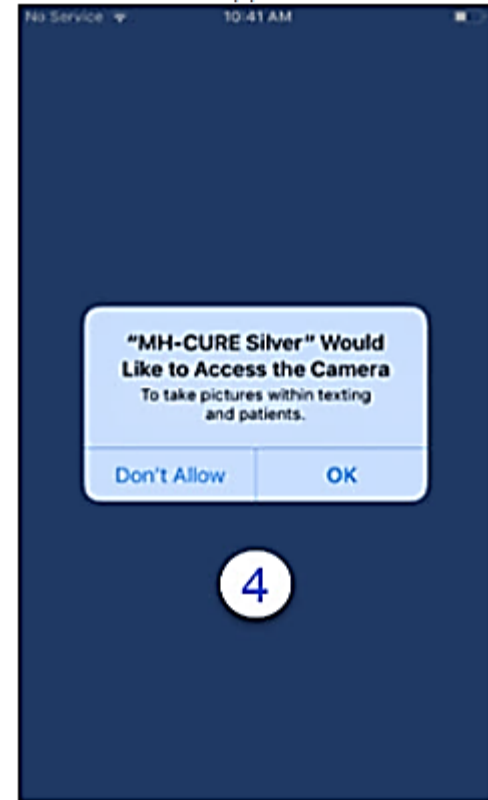 No Service 10:41 AM
“MH-CURE Silver” Would
Like to Access the Camera
To take pictures within texting
and patients.
Don’t Allow OK
4